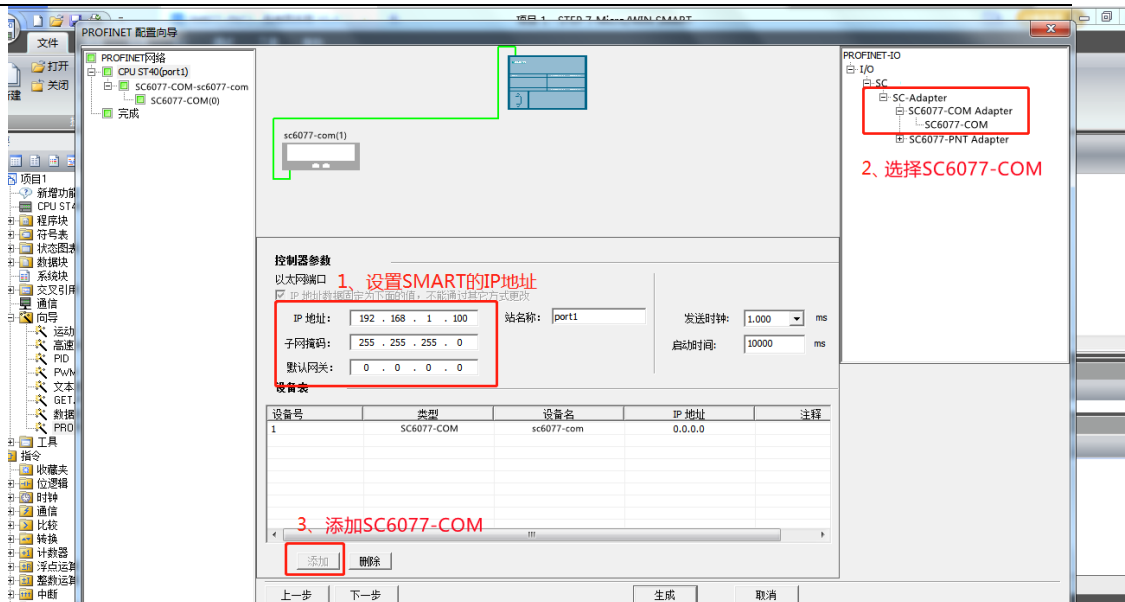 项目 1 - STEP 7-Micro/WIN SMART
文件
打开
关闭
PROFINET 配置向导
PROFINET网络
CPU ST40(port1)
SC6077-COM-sc6077-com
SC6077-COM(0)
完成
sc6077-com(1)
PROFINET-IO
I/O
SC
SC-Adapter
SC6077-COM Adapter
SC6077-COM
SC6077-PNT Adapter
2、选择SC6077-COM
项目1
新增功能
CPU ST4
程序块
符号表
状态图表
数据块
系统块
交叉引用
通信
向导
运动
高速
PID
PWM
文本
GET.
数据
PRO
工具
指令
收藏夹
位逻辑
时钟
通信
比较
转换
计数器
浮点运算
整数运算
中断
控制器参数
以太网端口
1、设置SMART的IP地址
IP 地址数据固定为下面的值，不能通过其它方式更改
IP 地址: 192 . 168 . 1 . 100
子网掩码: 255 . 255 . 255 . 0
默认网关: 0 . 0 . 0 . 0
站名称: port1
发送时钟: 1.000 ms
启动时间: 10000 ms
设备表
设备号 类型 设备名 IP 地址 注释
1 SC6077-COM sc6077-com 0.0.0.0
3、添加SC6077-COM
添加 删除
上一步 下一步 生成 取消